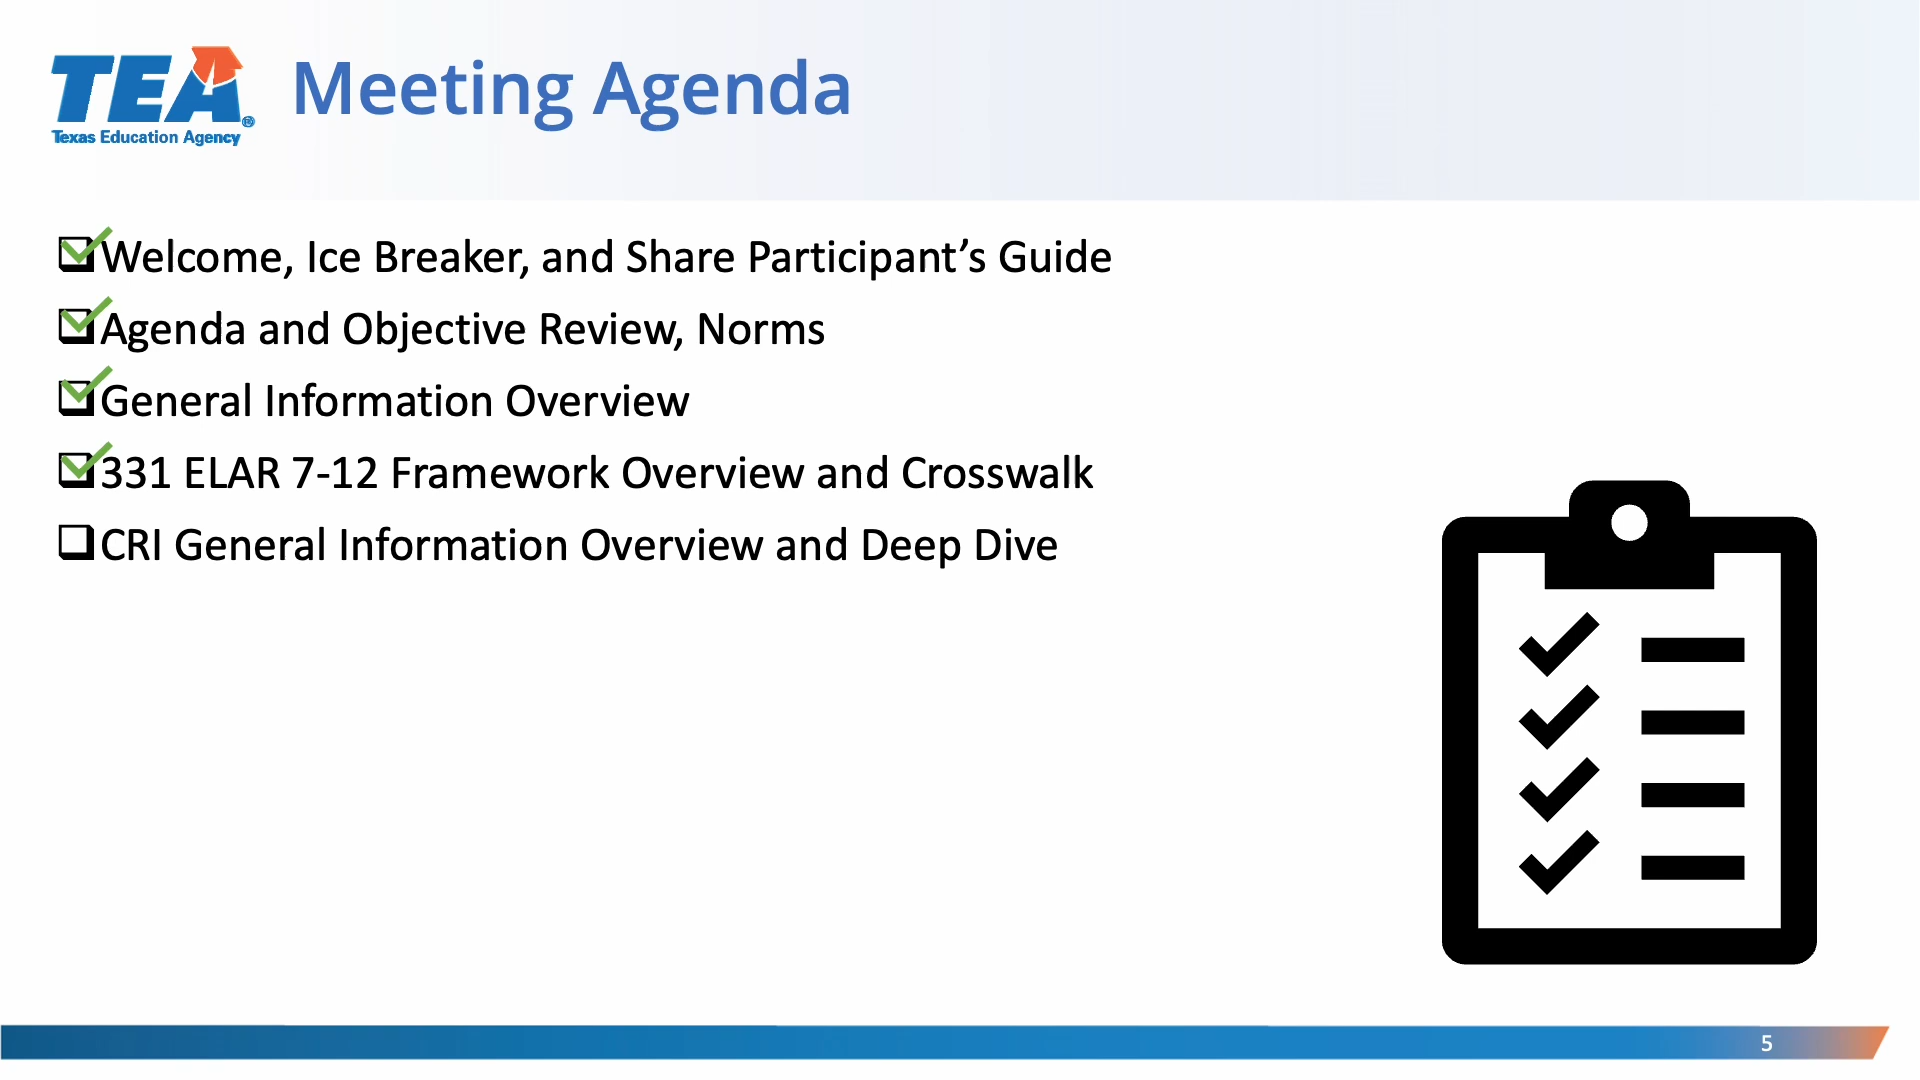 TEA
Texas Education Agency
Meeting Agenda
Welcome, Ice Breaker, and Share Participant’s Guide
Agenda and Objective Review, Norms
General Information Overview
331 ELAR 7-12 Framework Overview and Crosswalk
CRI General Information Overview and Deep Dive
5